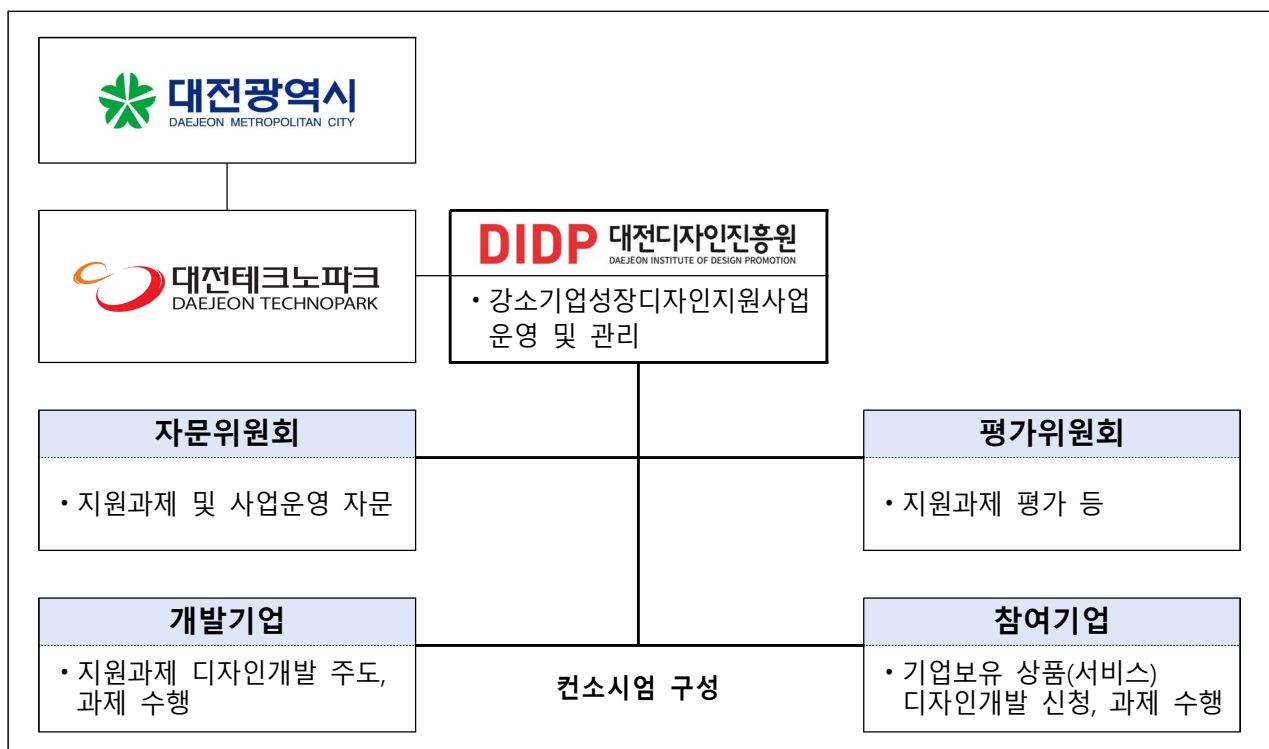 대전광역시
DAEJEON METROPOLITAN CITY
대전테크노파크
DAEJEON TECHNOPARK
DIDP 대전디자인진흥원
DAEJEON INSTITUTE OF DESIGN PROMOTION
• 강소기업성장디자인지원사업
운영 및 관리
자문위원회
• 지원과제 및 사업운영 자문
평가위원회
• 지원과제 평가 등
개발기업
• 지원과제 디자인개발 주도,
과제 수행
컨소시엄 구성
참여기업
• 기업보유 상품(서비스)
디자인개발 신청, 과제 수행